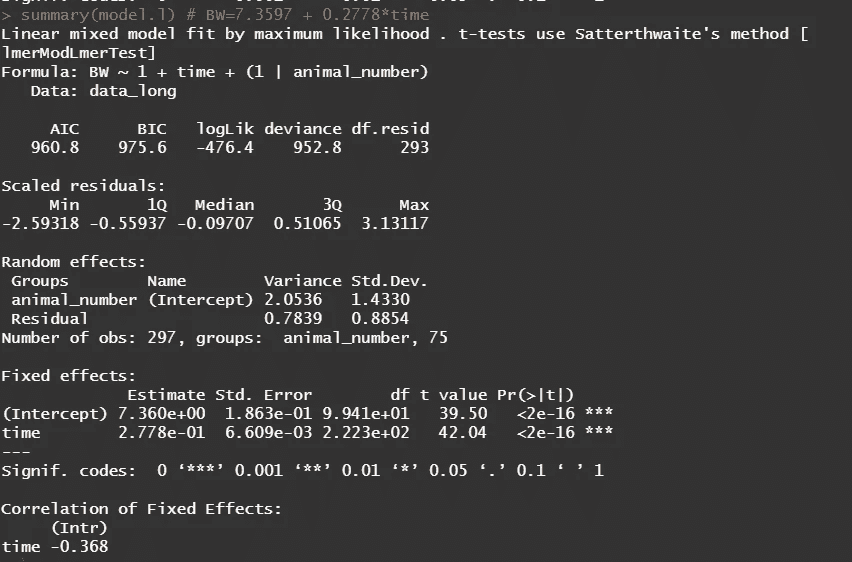 > summary(model.l) # BW=7.3597 + 0.2778*time
Linear mixed model fit by maximum likelihood . t-tests use Satterthwaite's method [
lmerModLmerTest]
Formula: BW ~ 1 + time + (1 | animal_number)
   Data: data_long

     AIC      BIC   logLik deviance df.resid
   960.8    975.6   -476.4    952.8      293

Scaled residuals:
     Min       1Q   Median       3Q      Max
-2.59318 -0.55937 -0.09707  0.51065  3.13117

Random effects:
 Groups        Name        Variance Std.Dev.
 animal_number (Intercept) 2.0536   1.4330
 Residual                  0.7839   0.8854
Number of obs: 297, groups:  animal_number, 75

Fixed effects:
             Estimate Std. Error        df t value Pr(>|t|)
(Intercept) 7.360e+00  1.863e-01 9.941e+01   39.50   <2e-16 ***
time        2.778e-01  6.609e-03 2.223e+02   42.04   <2e-16 ***
---
Signif. codes:  0 ‘***’ 0.001 ‘**’ 0.01 ‘*’ 0.05 ‘.’ 0.1 ‘ ’ 1

Correlation of Fixed Effects:
     (Intr)
time -0.368